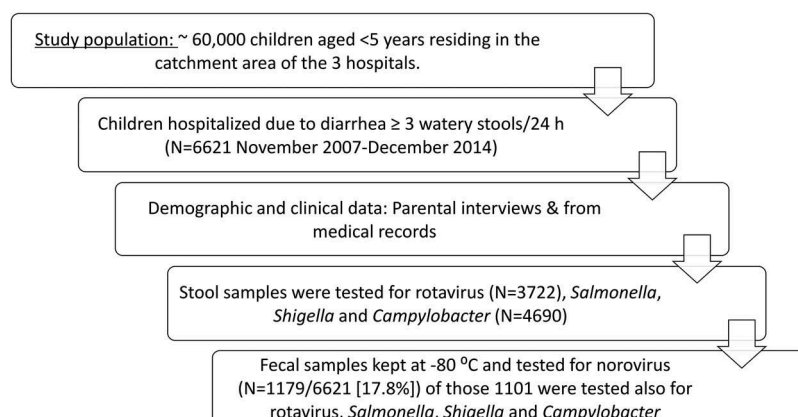 Study population: ~ 60,000 children aged <5 years residing in the
catchment area of the 3 hospitals.
Children hospitalized due to diarrhea ≥ 3 watery stools/24 h
(N=6621 November 2007-December 2014)
Demographic and clinical data: Parental interviews & from
medical records
Stool samples were tested for rotavirus (N=3722), Salmonella,
Shigella and Campylobacter (N=4690)
Fecal samples kept at -80 ⁰C and tested for norovirus
(N=1179/6621 [17.8%]) of those 1101 were tested also for
rotavirus, Salmonella, Shigella and Campylobacter